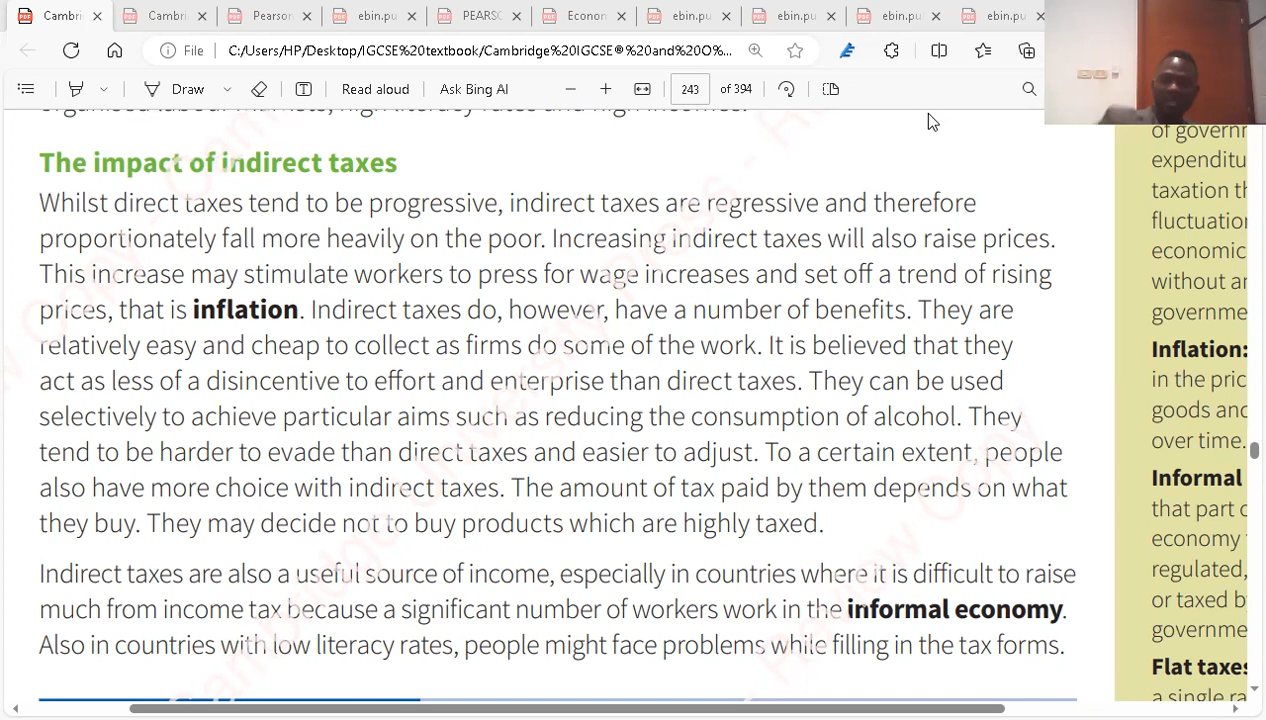 Cambri
Cambri
Pearson
ebin.pu
PEARSC
Econom
ebin.pu
ebin.pu
ebin.pu
ebin.pu
File
C:/Users/HP/Desktop/IGCSE%20textbook/Cambridge%20IGCSE®%20and%20O%...
Draw
Read aloud
Ask Bing AI
243
of 394
The impact of indirect taxes
Whilst direct taxes tend to be progressive, indirect taxes are regressive and therefore
proportionately fall more heavily on the poor. Increasing indirect taxes will also raise prices.
This increase may stimulate workers to press for wage increases and set off a trend of rising
prices, that is inflation. Indirect taxes do, however, have a number of benefits. They are
relatively easy and cheap to collect as firms do some of the work. It is believed that they
act as less of a disincentive to effort and enterprise than direct taxes. They can be used
selectively to achieve particular aims such as reducing the consumption of alcohol. They
tend to be harder to evade than direct taxes and easier to adjust. To a certain extent, people
also have more choice with indirect taxes. The amount of tax paid by them depends on what
they buy. They may decide not to buy products which are highly taxed.
Indirect taxes are also a useful source of income, especially in countries where it is difficult to raise
much from income tax because a significant number of workers work in the informal economy.
Also in countries with low literacy rates, people might face problems while filling in the tax forms.
of governm
expenditu
taxation th
fluctuation
economic
without an
governme
Inflation:
in the pric
goods and
over time.
Informal
that part o
economy
regulated,
or taxed b
governme
Flat taxes
a single ra